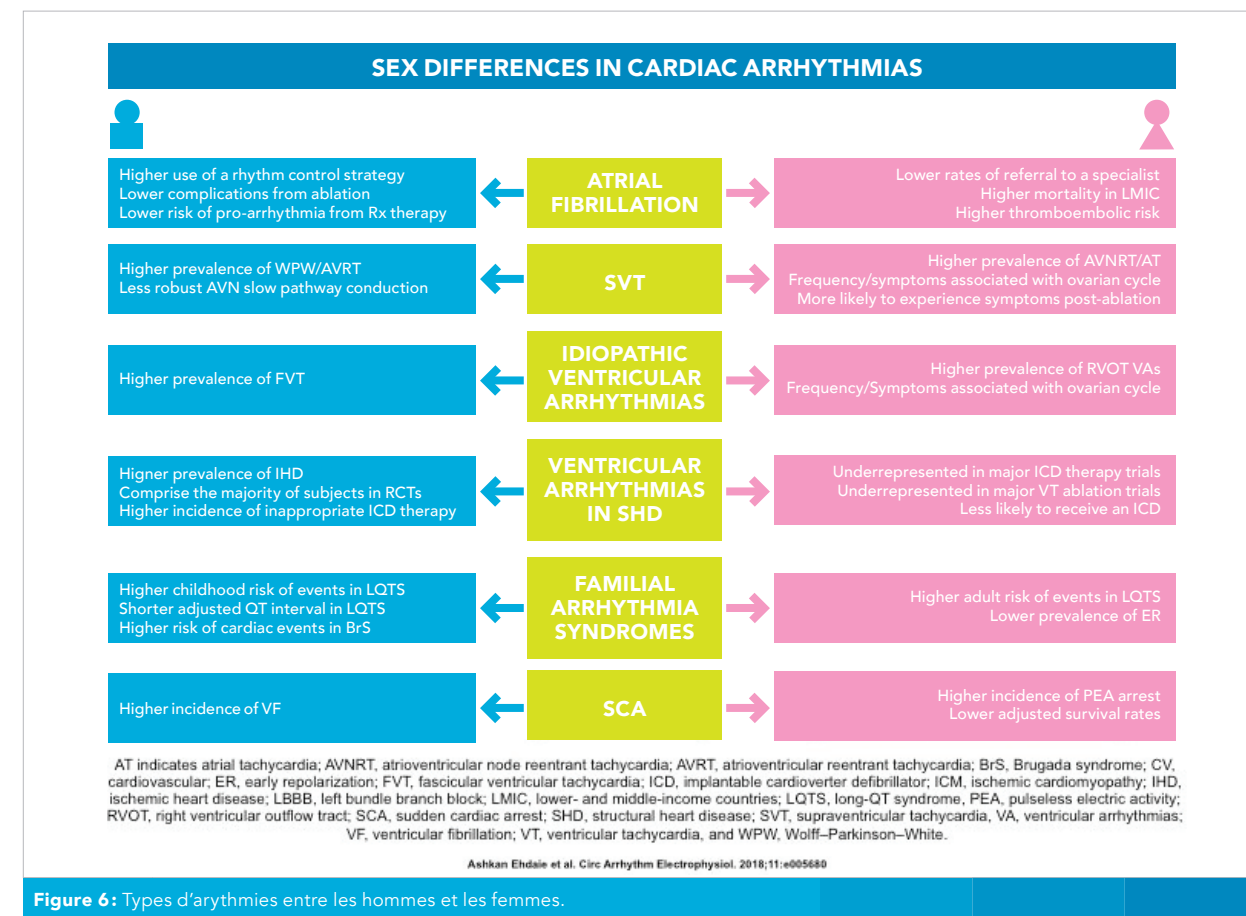 SEX DIFFERENCES IN CARDIAC ARRHYTHMIAS
Higher use of a rhythm control strategy
Lower complications from ablation
Lower risk of pro-arrhythmia from Rx therapy
ATRIAL
FIBRILLATION
Lower rates of referral to a specialist
Higher mortality in LMIC
Higher thromboembolic risk
Higher prevalence of WPW/AVRT
Less robust AVN slow pathway conduction
SVT
Higher prevalence of AVNRT/AT
Frequency/symptoms associated with ovarian cycle
More likely to experience symptoms post-ablation
Higher prevalence of FVT
IDIOPATHIC
VENTRICULAR
ARRHYTHMIAS
Higher prevalence of RVOT VAs
Frequency/Symptoms associated with ovarian cycle
Higner prevalence of IHD
Comprise the majority of subjects in RCTs
Higher incidence of inappropriate ICD therapy
VENTRICULAR
ARRHYTHMIAS
IN SHD
Underrepresented in major ICD therapy trials
Underrepresented in major VT ablation trials
Less likely to receive an ICD
Higher childhood risk of events in LQTS
Shorter adjusted QT interval in LQTS
Higher risk of cardiac events in BrS
FAMILIAL
ARRHYTHMIA
SYNDROMES
Higher adult risk of events in LQTS
Lower prevalence of ER
Higher incidence of VF
SCA
Higher incidence of PEA arrest
Lower adjusted survival rates
AT indicates atrial tachycardia; AVNRT, atrioventricular node reentrant tachycardia; AVRT, atrioventricular reentrant tachycardia; BrS, Brugada syndrome; CV,
cardiovascular; ER, early repolarization; FVT, fascicular ventricular tachycardia; ICD, implantable cardioverter defibrillator; ICM, ischemic cardiomyopathy; IHD,
ischemic heart disease; LBBB, left bundle branch block; LMIC, lower- and middle-income countries; LQTS, long-QT syndrome, PEA, pulseless electric activity;
RVOT, right ventricular outflow tract; SCA, sudden cardiac arrest; SHD, structural heart disease; SVT, supraventricular tachycardia, VA, ventricular arrhythmias;
VF, ventricular fibrillation; VT, ventricular tachycardia, and WPW, Wolff–Parkinson–White.
Ashkan Ehdaie et al. Circ Arrhythm Electrophysiol. 2018;11:e005680
Figure 6: Types d'arythmies entre les hommes et les femmes.